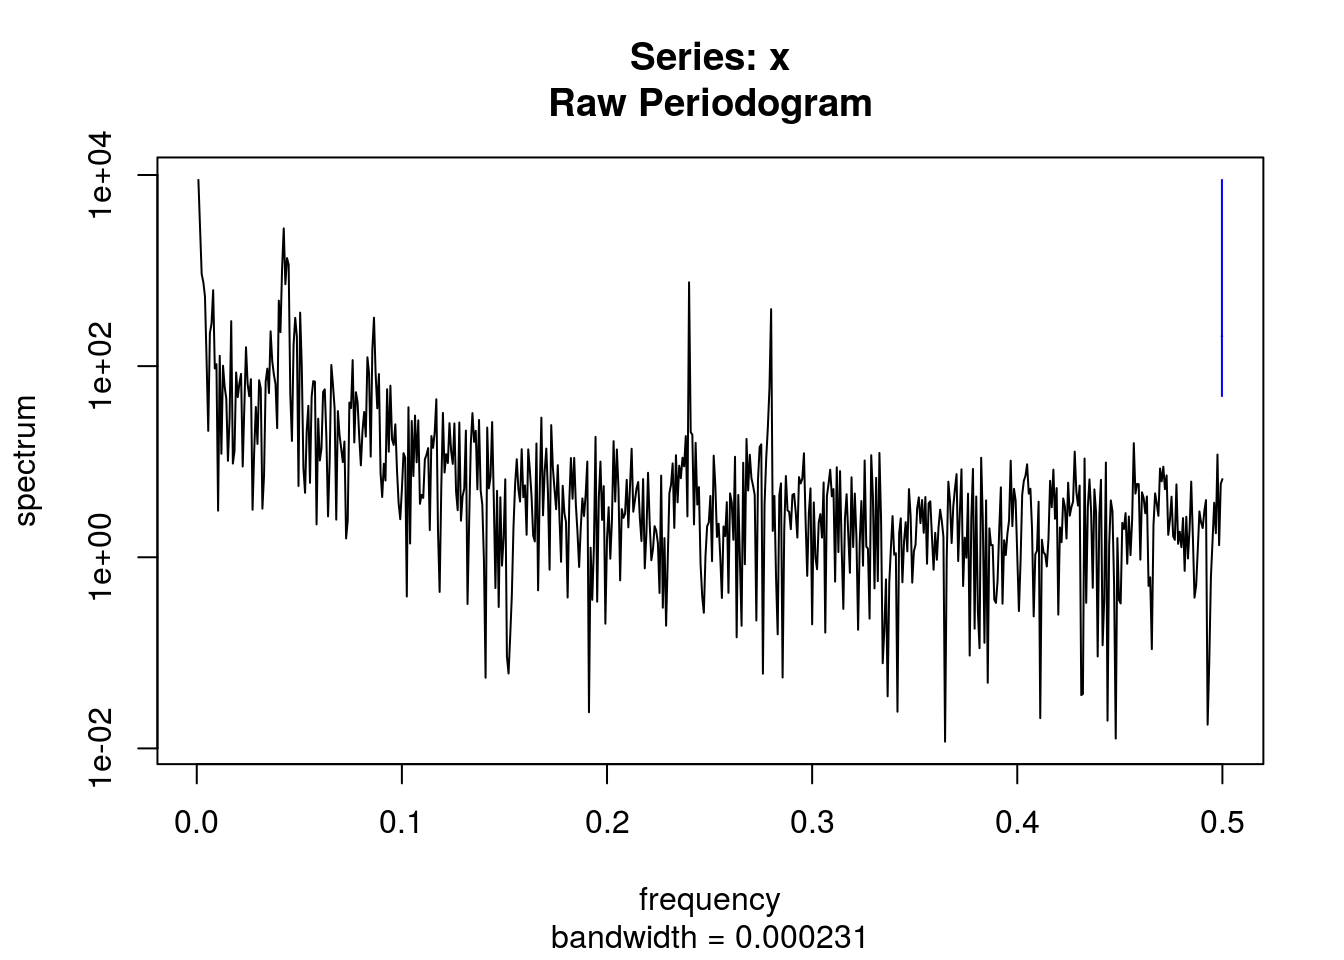 Series: x
Raw Periodogram
spectrum
1e+04
1e+02
1e+00
1e-02
0.0 0.1 0.2 0.3 0.4 0.5
frequency
bandwidth = 0.000231